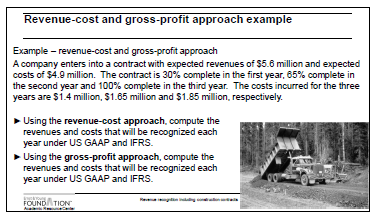 Revenue-cost and gross-profit approach example
Example – revenue-cost and gross-profit approach
A company enters into a contract with expected revenues of $5.6 million and expected
costs of $4.9 million.  The contract is 30% complete in the first year, 65% complete in
the second year and 100% complete in the third year.  The costs incurred for the three
years are $1.4 million, $1.65 million and $1.85 million, respectively.
► Using the revenue-cost approach, compute the
revenues and costs that will be recognized each
year under US GAAP and IFRS.
► Using the gross-profit approach, compute the
revenues and costs that will be recognized each
year under US GAAP and IFRS.
FOUNDATION
Academic Resource Center
Revenue recognition including construction contracts